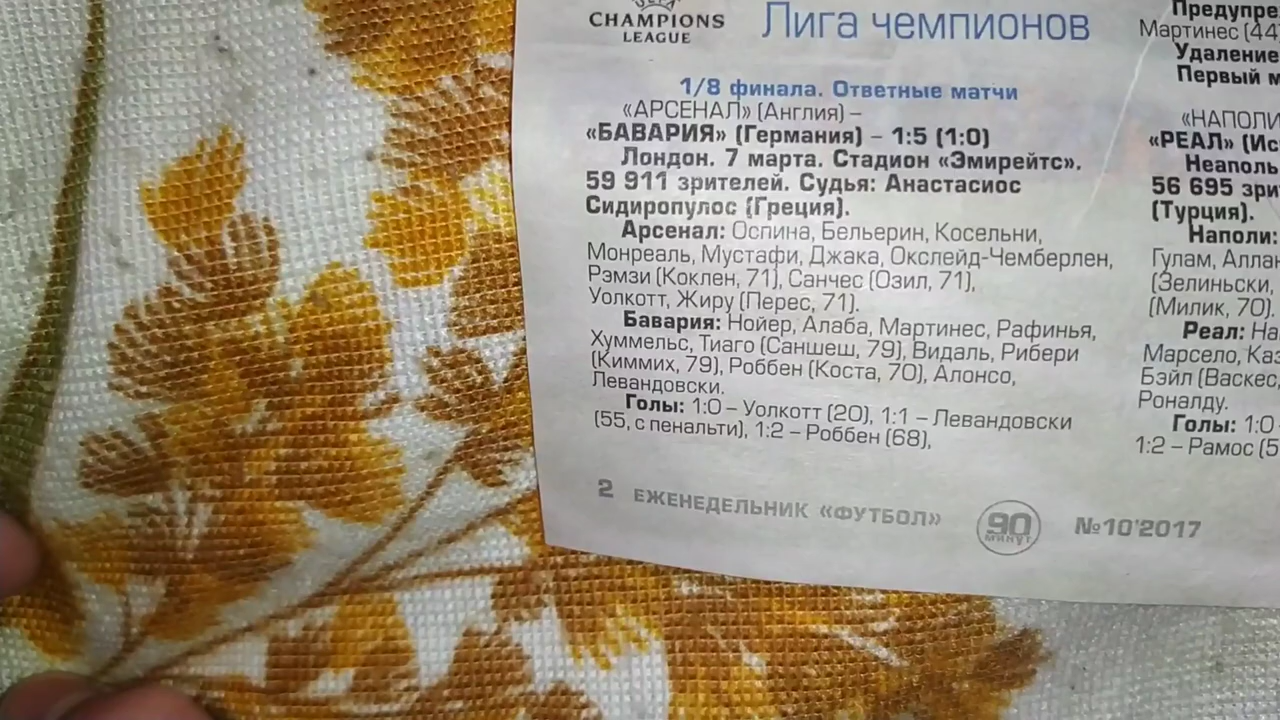 UEFA
CHAMPIONS
LEAGUE
Лига чемпионов
1/8 финала. Ответные матчи
«АРСЕНАЛ» (Англия) –
«БАВАРИЯ» (Германия) – 1:5 (1:0)
Лондон. 7 марта. Стадион «Эмирейтс».
59 911 зрителей. Судья: Анастасиос
Сидиропулос (Греция).
Арсенал: Оспина, Бельерин, Косельни,
Монреаль, Мустафи, Джака, Окслейд-Чемберлен,
Рэмзи (Коклен, 71), Санчес (Озил, 71),
Уолкотт, Жиру (Перес, 71).
Бавария: Нойер, Алаба, Мартинес, Рафинья,
Хуммельс, Тиаго (Саншеш, 79), Видаль, Рибери
(Киммих, 79), Роббен (Коста, 70), Алонсо,
Левандовски.
Голы: 1:0 – Уолкотт (20), 1:1 – Левандовски
(55, с пенальти), 1:2 – Роббен (68),
Предупре
Мартинес (44
Удаление
Первый м
«НАПОЛИ
«РЕАЛ» (Ис
Неаполь
56 695 зри
(Турция).
Наполи:
Гулам, Аллан
(Зелиньски,
(Милик, 70).
Реал: На
Марсело, Каз
Бэйл (Васкес,
Роналду.
Голы: 1:0
1:2 – Рамос (5
2 ЕЖЕНЕДЕЛЬНИК «ФУТБОЛ» 90 МИНУТ №10'2017